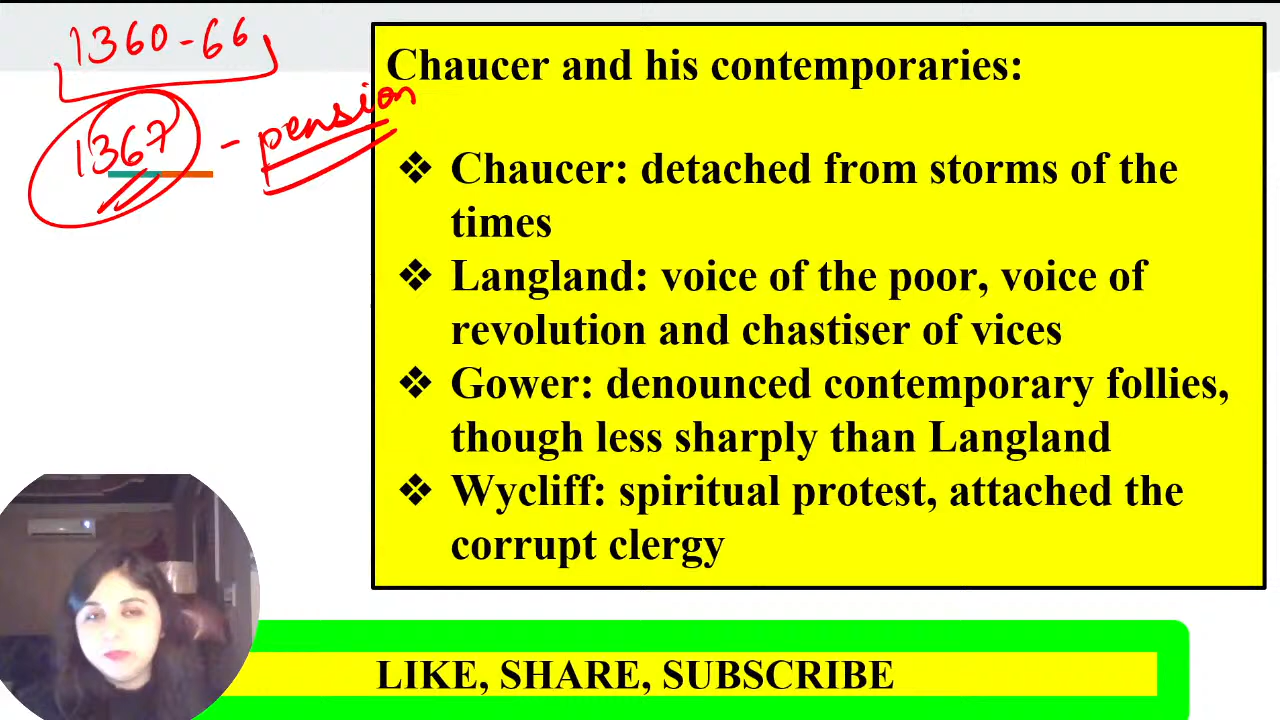 1360-66
1367 - pension
Chaucer and his contemporaries:
❖ Chaucer: detached from storms of the
times
❖ Langland: voice of the poor, voice of
revolution and chastiser of vices
❖ Gower: denounced contemporary follies,
though less sharply than Langland
❖ Wycliff: spiritual protest, attached the
corrupt clergy
LIKE, SHARE, SUBSCRIBE